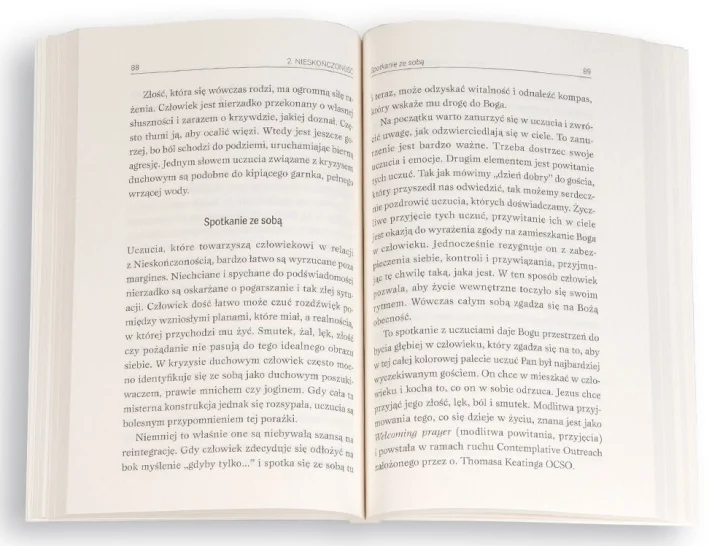 88
2. NIESKOŃCZONOŚĆ
Złość, która się wówczas rodzi, ma ogromną siłę ra-
żenia. Człowiek jest nierzadko przekonany o własnej
słuszności i zarazem o krzywdzie, jakiej doznał. Czę-
sto tłumi ją, aby ocalić więzi. Wtedy jest jeszcze go-
rzej, bo ból schodzi do podziemi, uruchamiając bierną
agresję. Jednym słowem uczucia związane z kryzysem
duchowym są podobne do kipiącego garnka, pełnego
wrzącej wody.
Spotkanie ze sobą
Uczucia, które towarzyszą człowiekowi w relacji
z Nieskończonością, bardzo łatwo są wyrzucane poza
margines. Niechciane i spychane do podświadomości
nierzadko są oskarżane o pogarszanie i tak złej sytu-
acji. Człowiek dość łatwo może czuć rozdźwięk po-
między wzniosłymi planami, które miał, a realnością,
w której przychodzi mu żyć. Smutek, żal, lęk, złość
czy pożądanie nie pasują do tego idealnego obrazu
siebie. W kryzysie duchowym człowiek często moc-
no identyfikuje się ze sobą jako duchowym poszuki-
waczem, prawie mnichem czy joginem. Gdy cała ta
misterna konstrukcja jednak się rozsypała, uczucia są
bolesnym przypomnieniem tej porażki.
Niemniej to właśnie one są niebywałą szansą na
reintegrację. Gdy człowiek zdecyduje się odłożyć na
bok myślenie „gdyby tylko...” i spotka się ze sobą tu
Spotkanie ze sobą
89
i teraz, może odzyskać witalność i odnaleźć kompas,
który wskaże mu drogę do Boga.
Na początku warto zanurzyć się w uczucia i zwró-
cić uwagę, jak odzwierciedlają się w ciele. To zanu-
rzenie jest bardzo ważne. Trzeba dostrzec swoje
uczucia i emocje. Drugim elementem jest powitanie
tych uczuć. Tak jak mówimy „dzień dobry” do gościa,
który przyszedł nas odwiedzić, tak możemy serdecz-
nie pozdrowić uczucia, których doświadczamy. Życz-
liwe przyjęcie tych uczuć, przywitanie ich w ciele
jest okazją do wyrażenia zgody na zamieszkanie Boga
w człowieku. Jednocześnie rezygnuje on z zabez-
pieczenia siebie, kontroli i przywiązania, przyjmu-
jąc tę chwilę taką, jaka jest. W ten sposób człowiek
pozwala, aby życie wewnętrzne toczyło się swoim
rytmem. Wówczas całym sobą zgadza się na Bożą
obecność.
To spotkanie z uczuciami daje Bogu przestrzeń do
bycia głębiej w człowieku, który zgadza się na to, aby
w tej całej kolorowej palecie uczuć Pan był najbardziej
wyczekiwanym gościem. On chce w mieszkać w czło-
wieku i kocha to, co on w sobie odrzuca. Jezus chce
przyjąć jego złość, lęk, ból i smutek. Modlitwa przyj-
mowania tego, co się dzieje w życiu, znana jest jako
Welcoming prayer (modlitwa powitania, przyjęcia)
i powstała w ramach ruchu Contemplative Outreach
założonego przez o. Thomasa Keatinga OCSO.